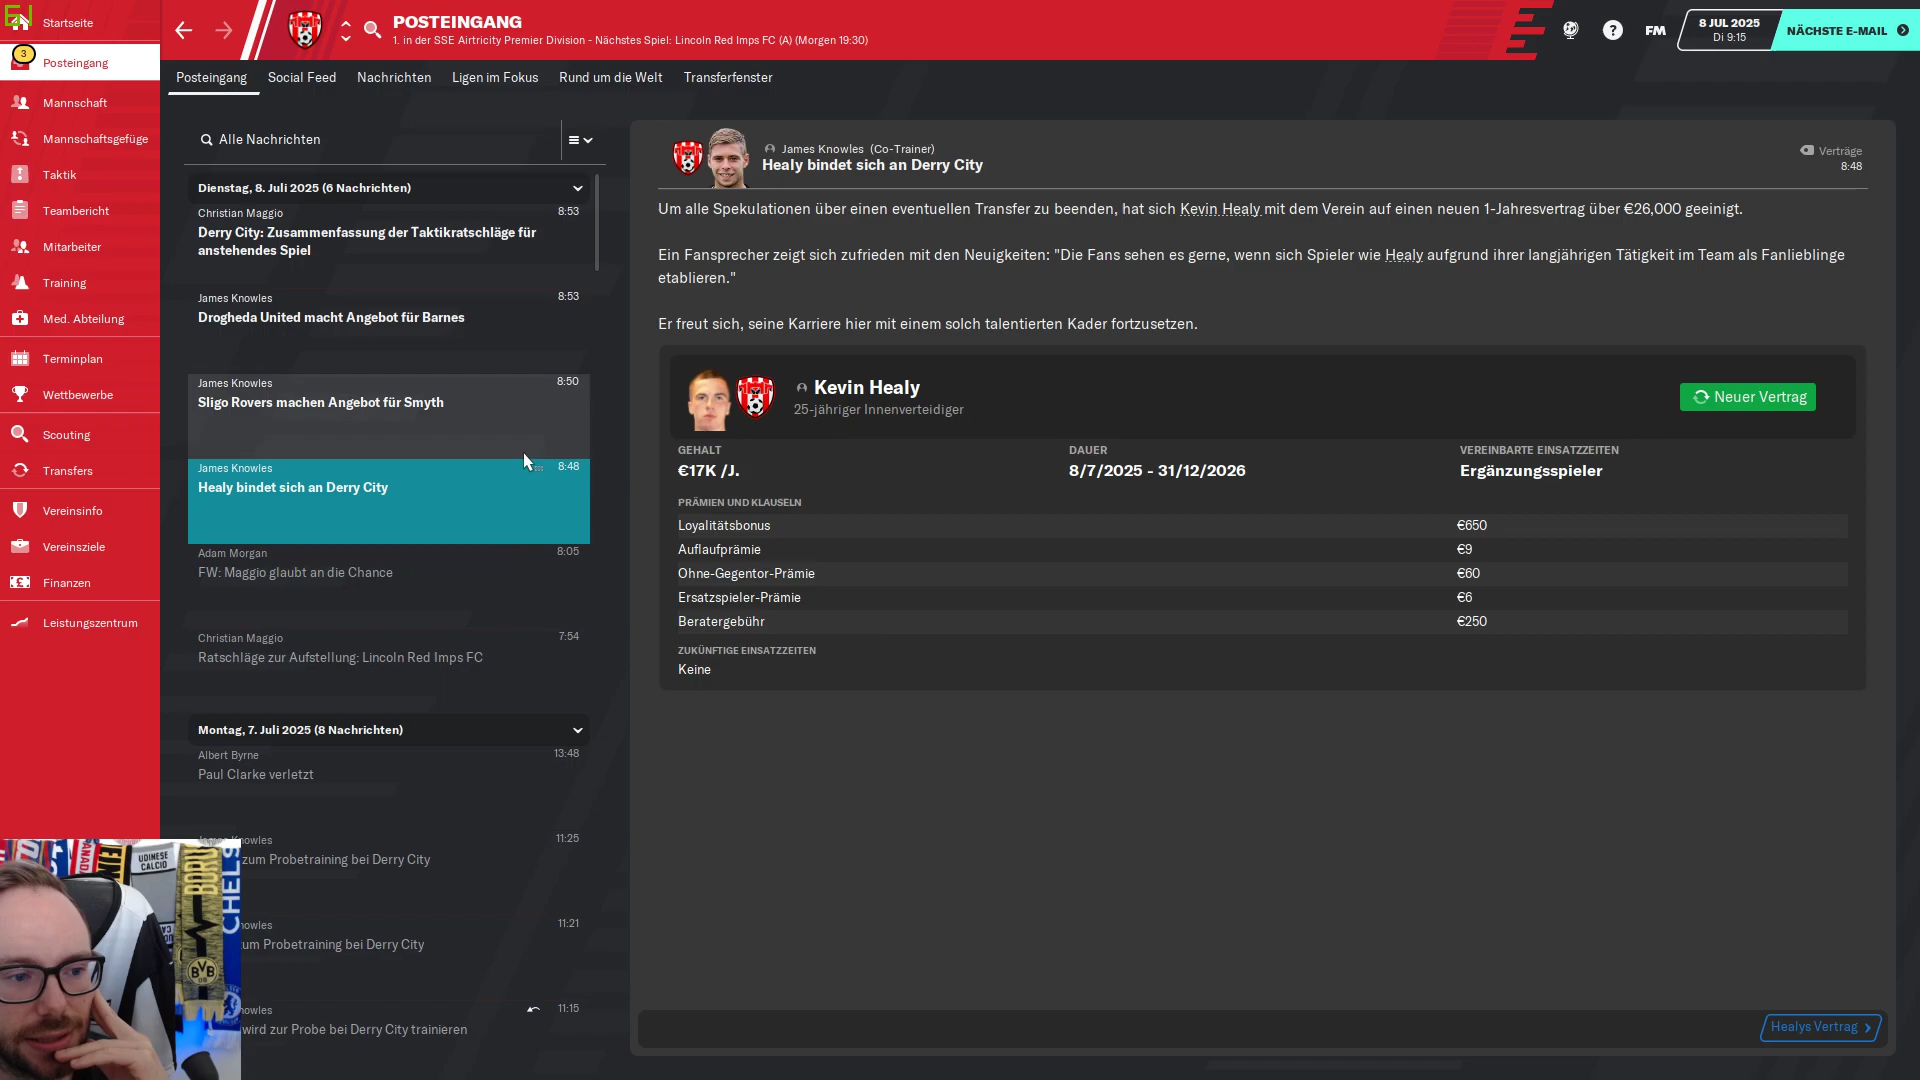 Startseite
3
Posteingang
Mannschaft
Mannschaftsgefüge
Taktik
Teambericht
Mitarbeiter
Training
Med. Abteilung
Terminplan
Wettbewerbe
Scouting
Transfers
Vereinsinfo
Vereinsziele
Finanzen
Leistungszentrum
POSTEINGANG
1. in der SSE Airtricity Premier Division - Nächstes Spiel: Lincoln Red Imps FC (A) (Morgen 19:30)
?
FM
8 JUL 2025
Di 9:15
NÄCHSTE E-MAIL
Posteingang
Social Feed
Nachrichten
Ligen im Fokus
Rund um die Welt
Transferfenster
Alle Nachrichten
Dienstag, 8. Juli 2025 (6 Nachrichten)
Christian Maggio 8:53
Derry City: Zusammenfassung der Taktikratschläge für
anstehendes Spiel
James Knowles 8:53
Drogheda United macht Angebot für Barnes
James Knowles 8:50
Sligo Rovers machen Angebot für Smyth
James Knowles 8:48
Healy bindet sich an Derry City
Adam Morgan 8:05
FW: Maggio glaubt an die Chance
Christian Maggio 7:54
Ratschläge zur Aufstellung: Lincoln Red Imps FC
Montag, 7. Juli 2025 (8 Nachrichten)
Albert Byrne 13:48
Paul Clarke verletzt
Knowles 11:25
zum Probetraining bei Derry City
nowles 11:21
um Probetraining bei Derry City
nowles 11:15
wird zur Probe bei Derry City trainieren
James Knowles (Co-Trainer)
Healy bindet sich an Derry City
Verträge
8:48
Um alle Spekulationen über einen eventuellen Transfer zu beenden, hat sich Kevin Healy mit dem Verein auf einen neuen 1-Jahresvertrag über €26,000 geeinigt.
Ein Fansprecher zeigt sich zufrieden mit den Neuigkeiten: "Die Fans sehen es gerne, wenn sich Spieler wie Healy aufgrund ihrer langjährigen Tätigkeit im Team als Fanlieblinge
etablieren."
Er freut sich, seine Karriere hier mit einem solch talentierten Kader fortzusetzen.
Kevin Healy
25-jähriger Innenverteidiger
Neuer Vertrag
GEHALT
€17K /J.
DAUER
8/7/2025 - 31/12/2026
VEREINBARTE EINSATZZEITEN
Ergänzungsspieler
PRÄMIEN UND KLAUSELN
Loyalitätsbonus €650
Auflaufprämie €9
Ohne-Gegentor-Prämie €60
Ersatzspieler-Prämie €6
Beratergebühr €250
ZUKÜNFTIGE EINSATZZEITEN
Keine
Healys Vertrag
UDINESE
CALCIO
BORU
BVB
09
CHELS